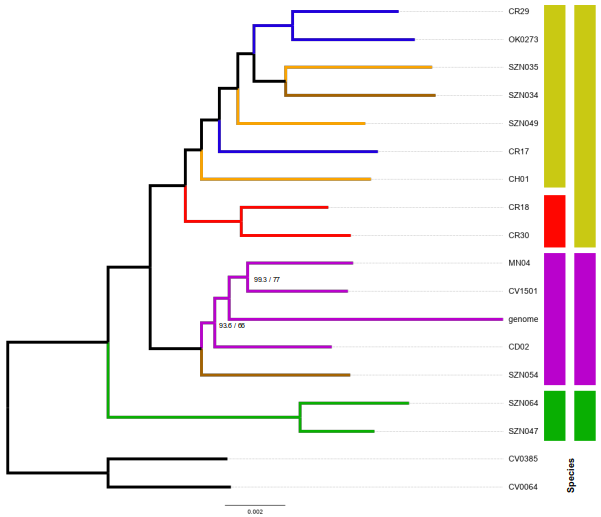 CR29
OK0273
SZN035
SZN034
SZN049
CR17
CH01
CR18
CR30
MN04
99.3 / 77
CV1501
genome
93.6 / 66
CD02
SZN054
SZN064
SZN047
CV0385
Species
CV0064
0.002